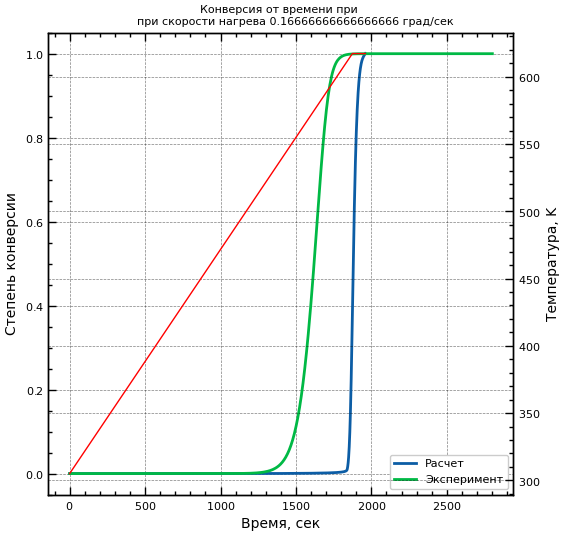 Конверсия от времени при
при скорости нагрева 0.16666666666666666 град/сек
Степень конверсии
1.0
0.8
0.6
0.4
0.2
0.0
600
550
500
450
400
350
300
Температура, К
Расчет
Эксперимент
0 500 1000 1500 2000 2500
Время, сек